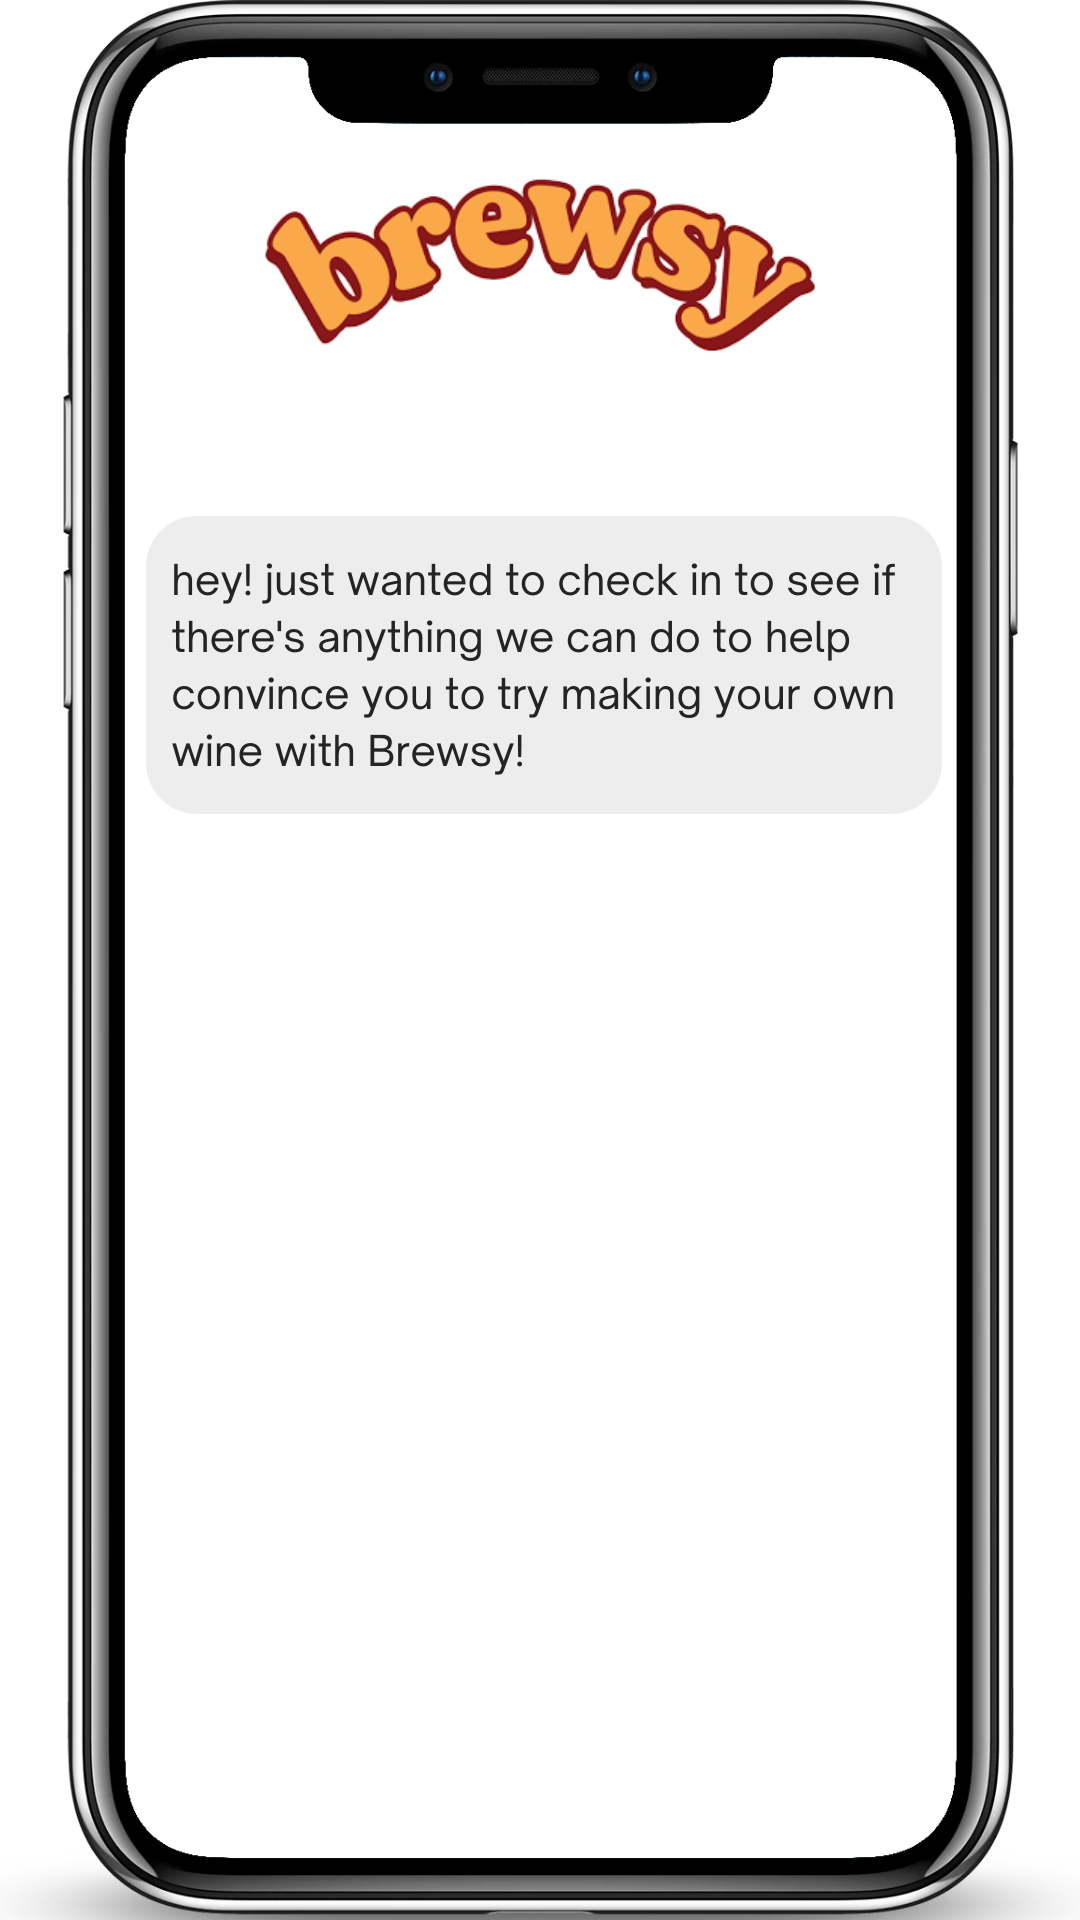 brewsy
hey! just wanted to check in to see if
there's anything we can do to help
convince you to try making your own
wine with Brewsy!